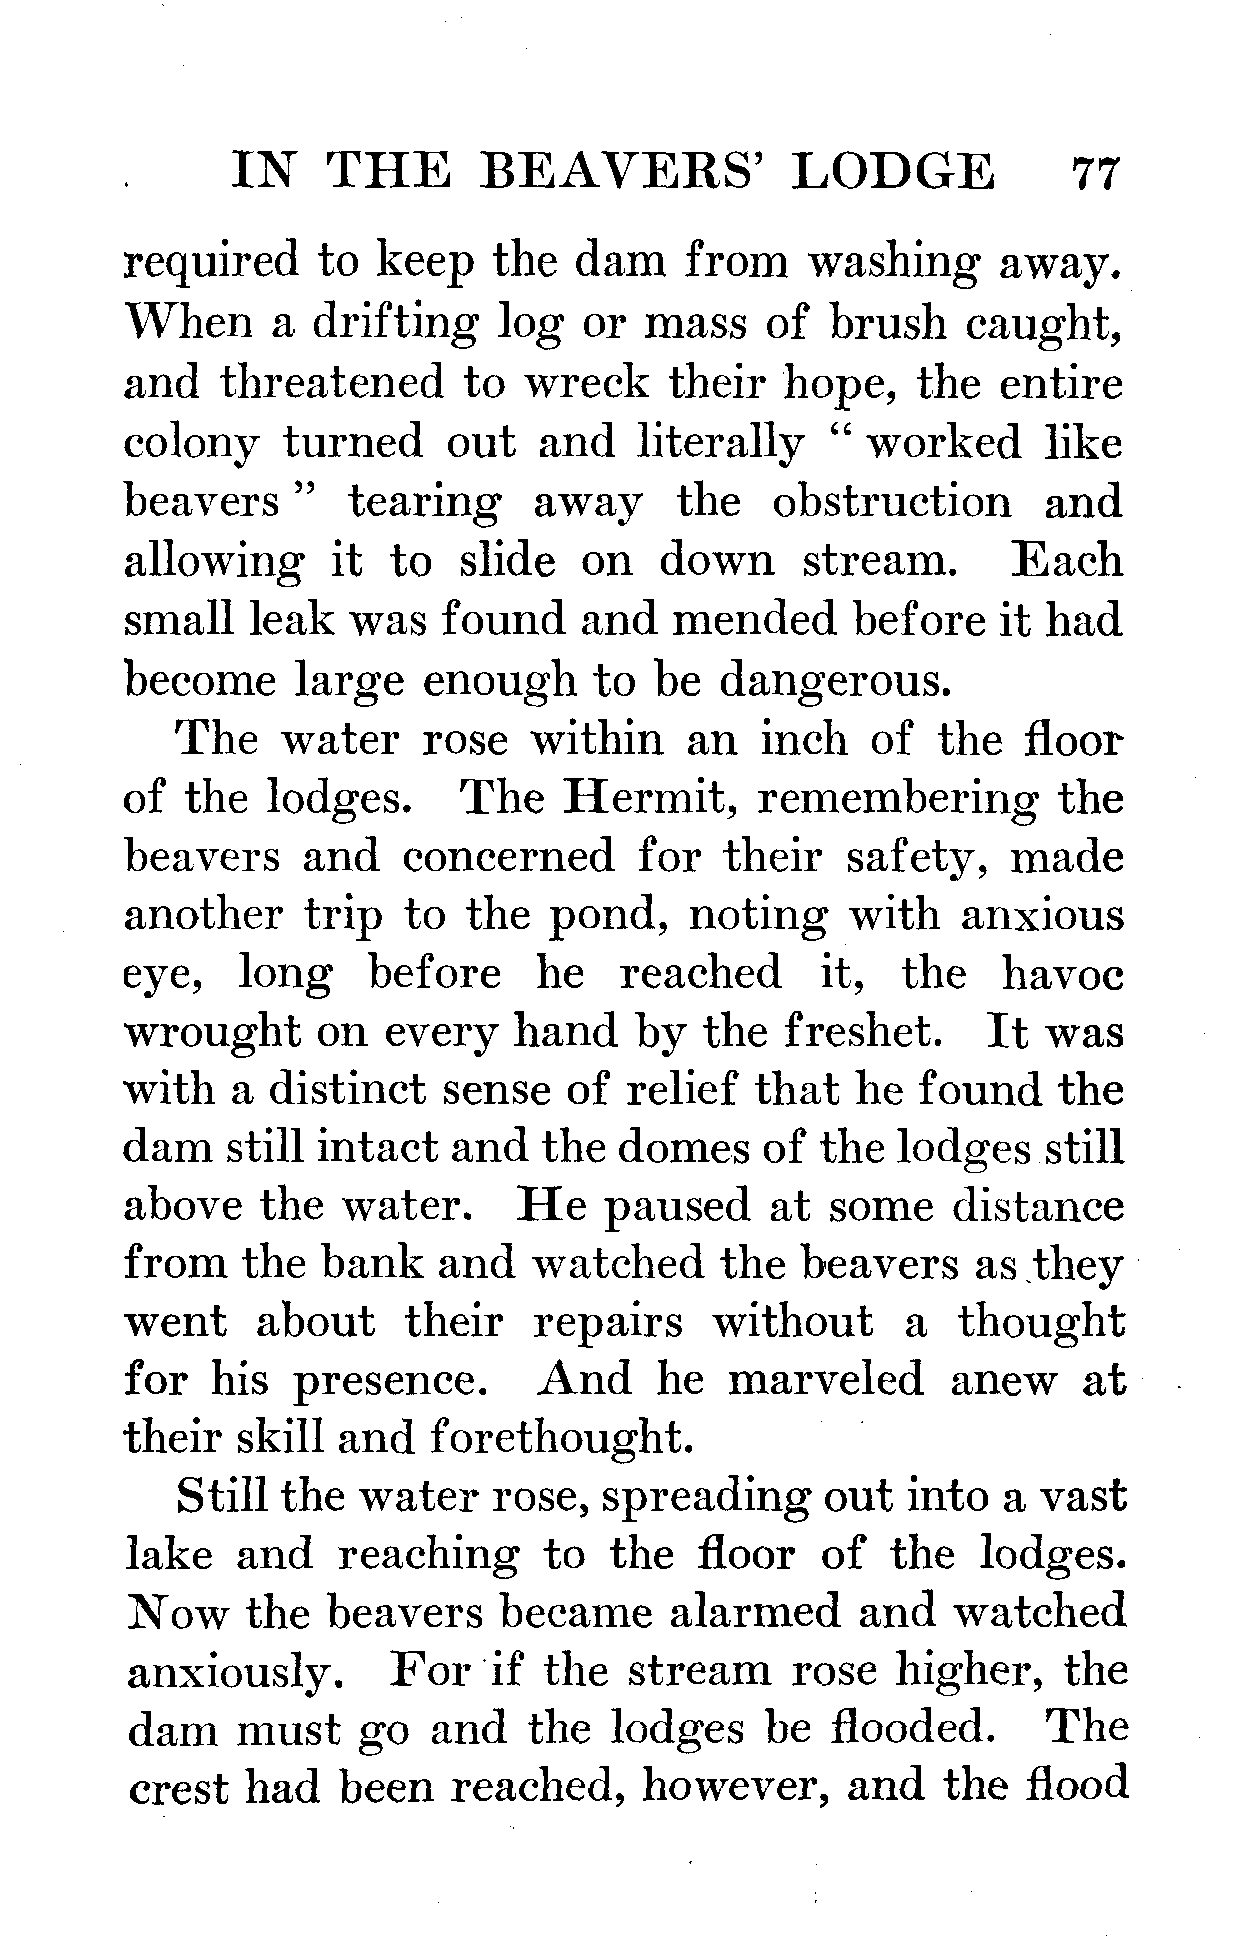 IN THE BEAVERS' LODGE 77
required to keep the dam from washing away.
When a drifting log or mass of brush caught,
and threatened to wreck their hope, the entire
colony turned out and literally “ worked like
beavers ” tearing away the obstruction and
allowing it to slide on down stream. Each
small leak was found and mended before it had
become large enough to be dangerous.
The water rose within an inch of the floor
of the lodges. The Hermit, remembering the
beavers and concerned for their safety, made
another trip to the pond, noting with anxious
eye, long before he reached it, the havoc
wrought on every hand by the freshet. It was
with a distinct sense of relief that he found the
dam still intact and the domes of the lodges still
above the water. He paused at some distance
from the bank and watched the beavers as they
went about their repairs without a thought
for his presence. And he marveled anew at
their skill and forethought.
Still the water rose, spreading out into a vast
lake and reaching to the floor of the lodges.
Now the beavers became alarmed and watched
anxiously. For if the stream rose higher, the
dam must go and the lodges be flooded. The
crest had been reached, however, and the flood